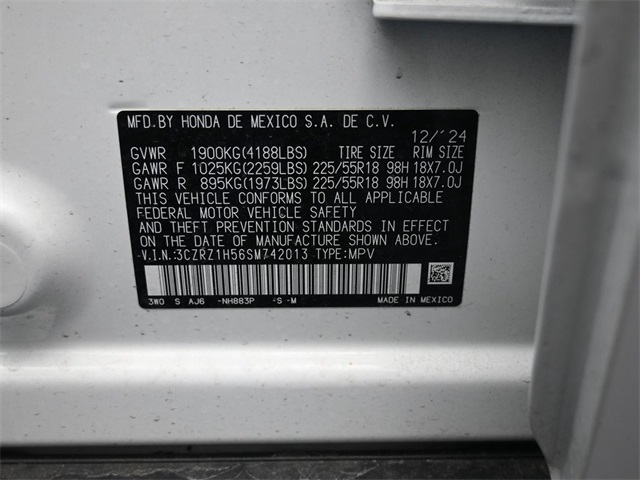 MFD.BY HONDA DE MEXICO S.A. DE C.V.
12/'24
GVWR 1900KG(4188LBS) TIRE SIZE RIM SIZE
GAWR F 1025KG(2259LBS) 225/55R18 98H 18X7.0J
GAWR R 895KG(1973LBS) 225/55R18 98H 18X7.0J
THIS VEHICLE CONFORMS TO ALL APPLICABLE
FEDERAL MOTOR VEHICLE SAFETY
AND THEFT PREVENTION STANDARDS IN EFFECT ON
THE DATE OF MANUFACTURE SHOWN ABOVE.
V.I.N.:3CZRZ1H56SM742013 TYPE:MPV
3W0 S AJ6 -NH883P -S -M MADE IN MEXICO